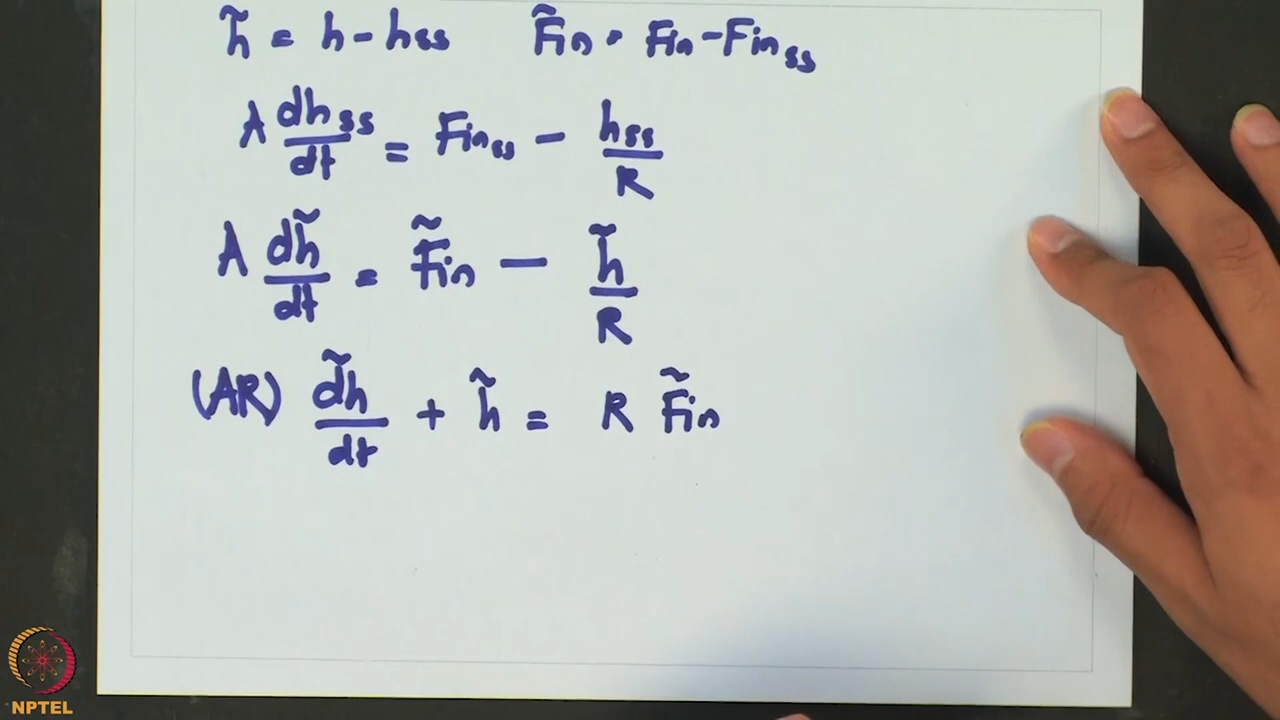 h̃ = h - hss F̃in = Fin - Finss
A dhss/dt = Finss - hss/R
A dh̃/dt = F̃in - h̃/R
(AR) dh̃/dt + h̃ = R F̃in
NPTEL